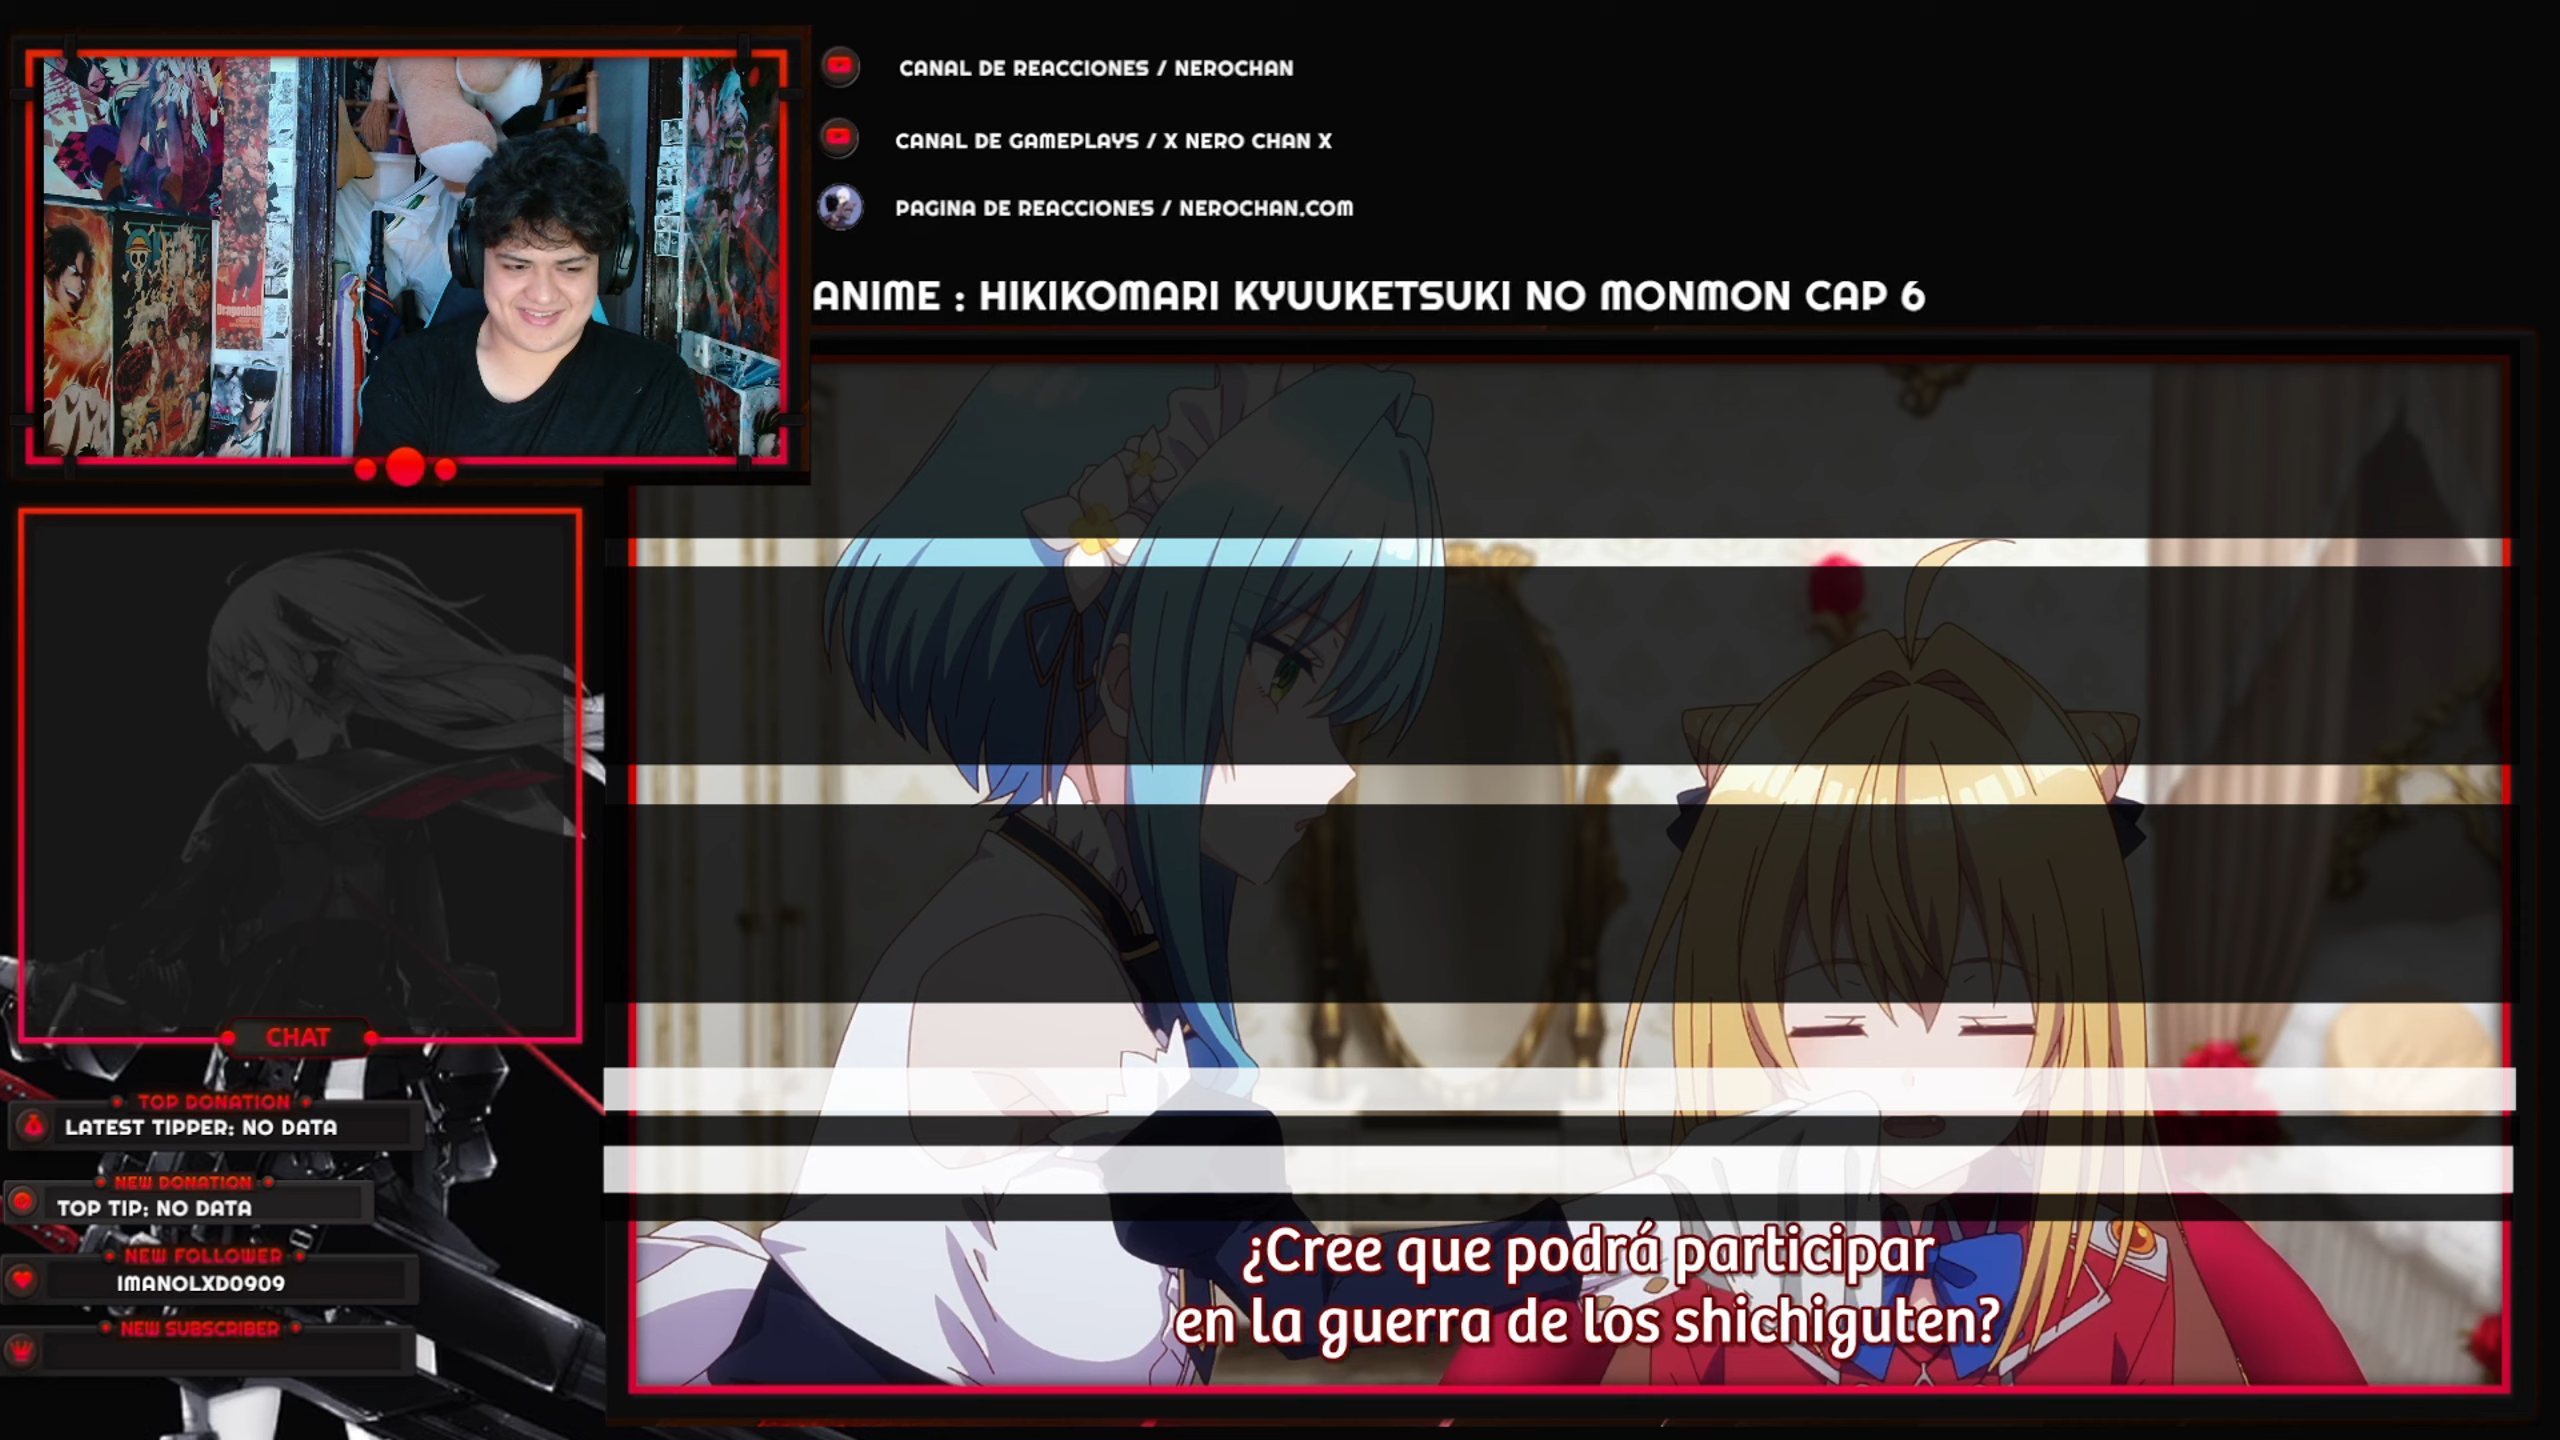 CANAL DE REACCIONES / NEROCHAN
CANAL DE GAMEPLAYS / X NERO CHAN X
PAGINA DE REACCIONES / NEROCHAN.COM
ANIME : HIKIKOMARI KYUUKETSUKI NO MONMON CAP 6
Dragonball
CHAT
TOP DONATION
LATEST TIPPER: NO DATA
NEW DONATION
TOP TIP: NO DATA
NEW FOLLOWER
IMANOLXD0909
NEW SUBSCRIBER
¿Cree que podrá participar
en la guerra de los shichiguten?